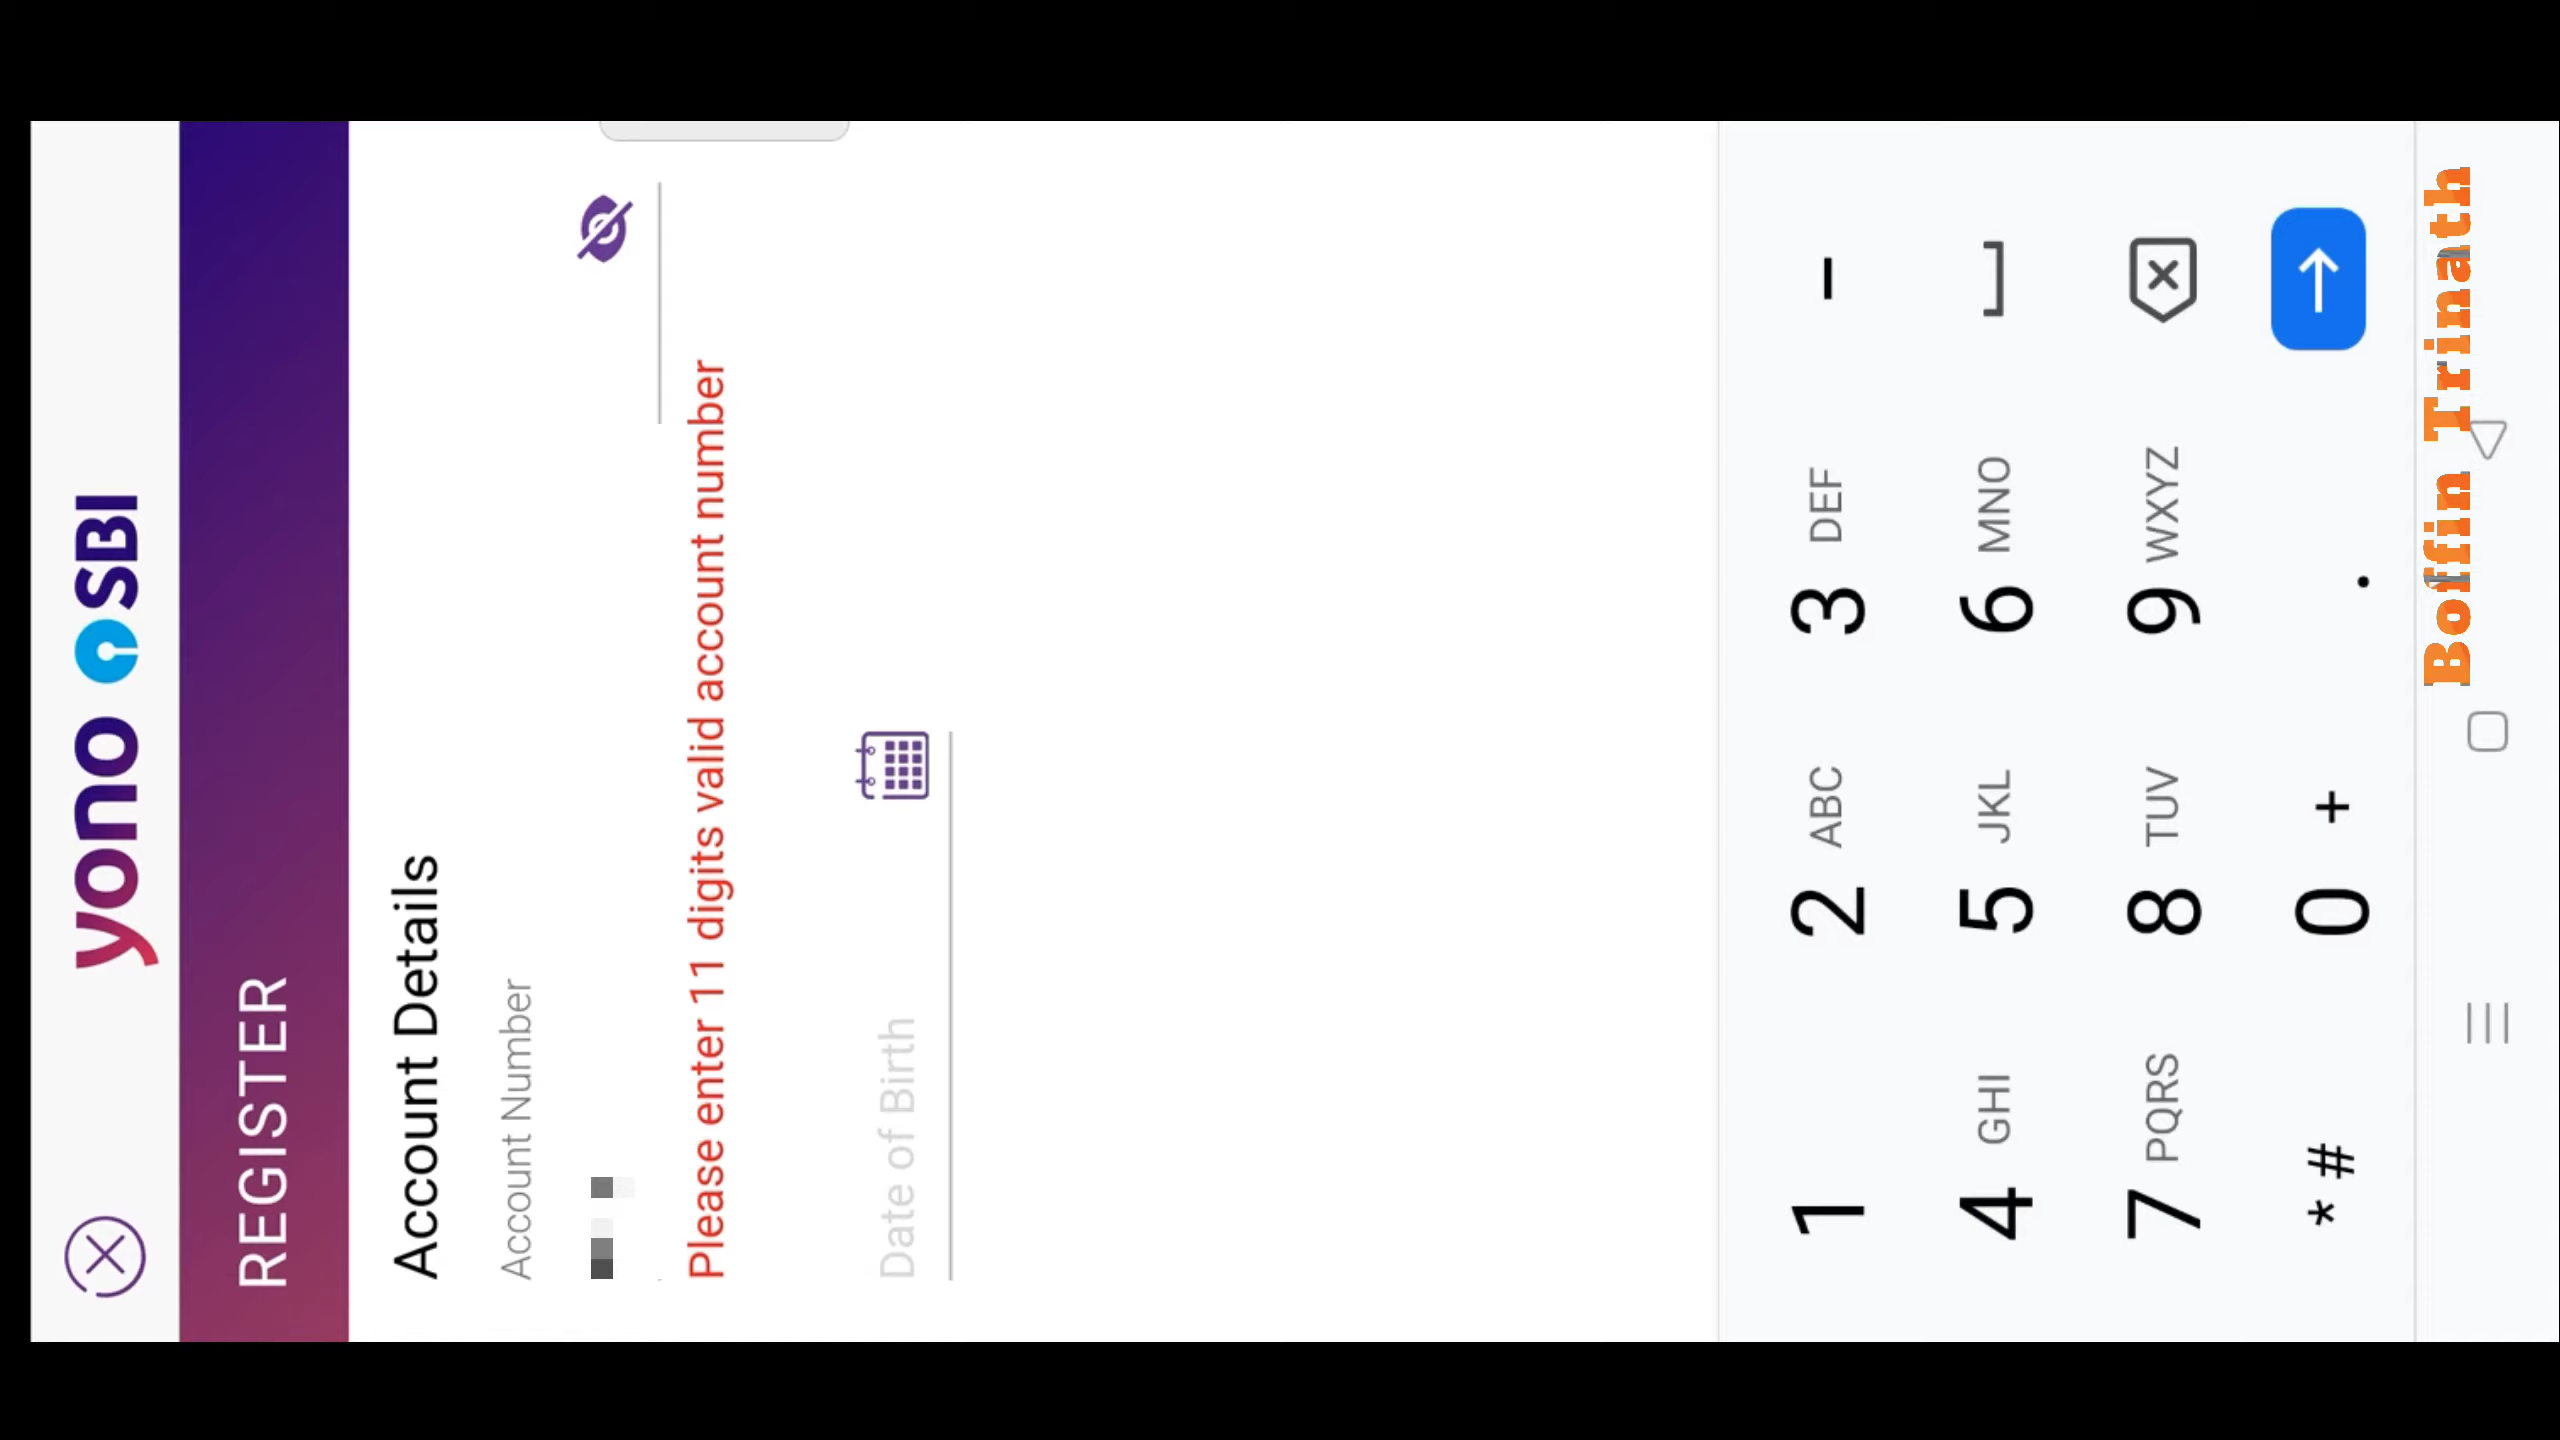 yono SBI
REGISTER
Account Details
Account Number
Please enter 11 digits valid account number
Date of Birth
1 2 ABC 3 DEF -
4 GHI 5 JKL 6 MNO
7 PQRS 8 TUV 9 WXYZ
* # 0 + .
Boffin Trinath